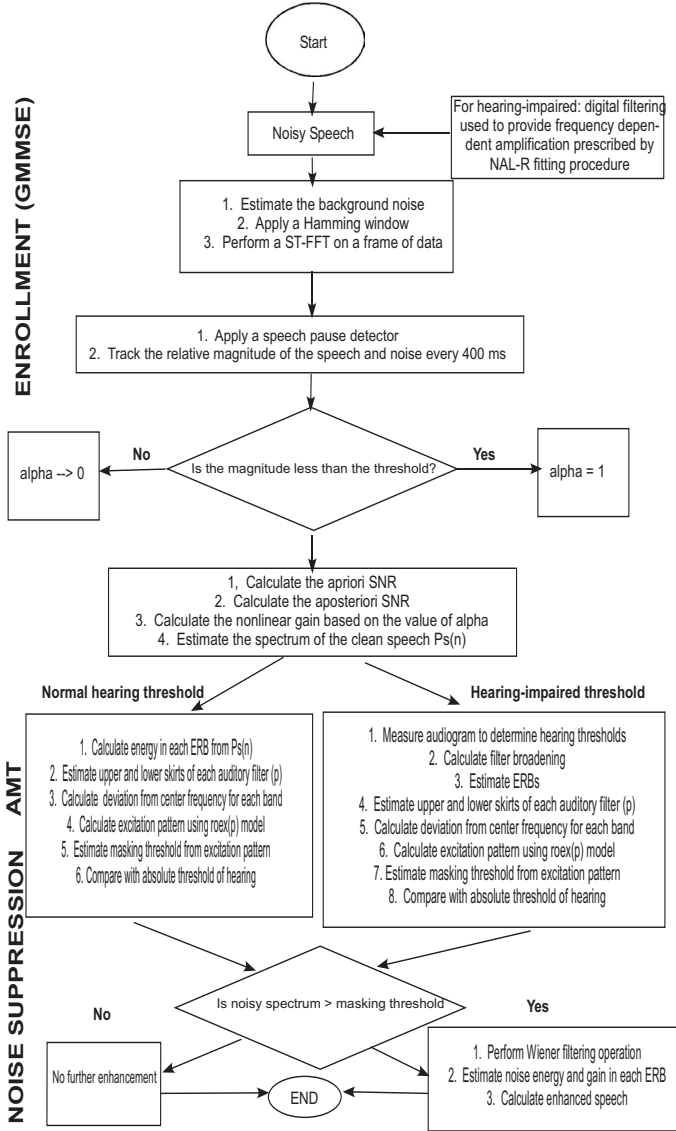 Start
ENROLLMENT (GMMSE)
Noisy Speech
For hearing-impaired: digital filtering
used to provide frequency depen-
dent amplification prescribed by
NAL-R fitting procedure
1. Estimate the background noise
2. Apply a Hamming window
3. Perform a ST-FFT on a frame of data
1. Apply a speech pause detector
2. Track the relative magnitude of the speech and noise every 400 ms
No
Is the magnitude less than the threshold?
Yes
alpha --> 0
alpha = 1
1, Calculate the apriori SNR
2. Calculate the aposteriori SNR
3. Calculate the nonlinear gain based on the value of alpha
4. Estimate the spectrum of the clean speech Ps(n)
NOISE SUPPRESSION AMT
Normal hearing threshold
1. Calculate energy in each ERB from Ps(n)
2. Estimate upper and lower skirts of each auditory filter (p)
3. Calculate deviation from center frequency for each band
4. Calculate excitation pattern using roex(p) model
5. Estimate masking threshold from excitation pattern
6. Compare with absolute threshold of hearing
Hearing-impaired threshold
1. Measure audiogram to determine hearing thresholds
2. Calculate filter broadening
3. Estimate ERBs
4. Estimate upper and lower skirts of each auditory filter (p)
5. Calculate deviation from center frequency for each band
6. Calculate excitation pattern using roex(p) model
7. Estimate masking threshold from excitation pattern
8. Compare with absolute threshold of hearing
Is noisy spectrum > masking threshold
No
Yes
No further enhancement
END
1. Perform Wiener filtering operation
2. Estimate noise energy and gain in each ERB
3. Calculate enhanced speech